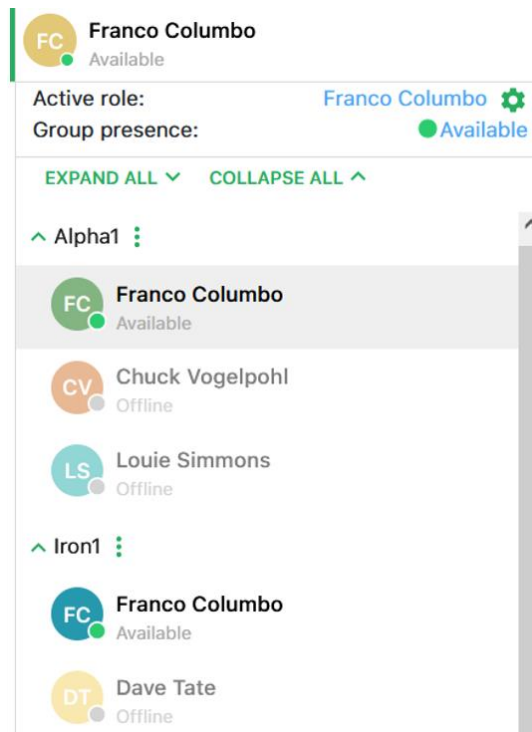 FC
Franco Columbo
Available
Active role: Franco Columbo
Group presence: Available
EXPAND ALL COLLAPSE ALL
Alpha1
FC
Franco Columbo
Available
CV
Chuck Vogelpohl
Offline
LS
Louie Simmons
Offline
Iron1
FC
Franco Columbo
Available
DT
Dave Tate
Offline